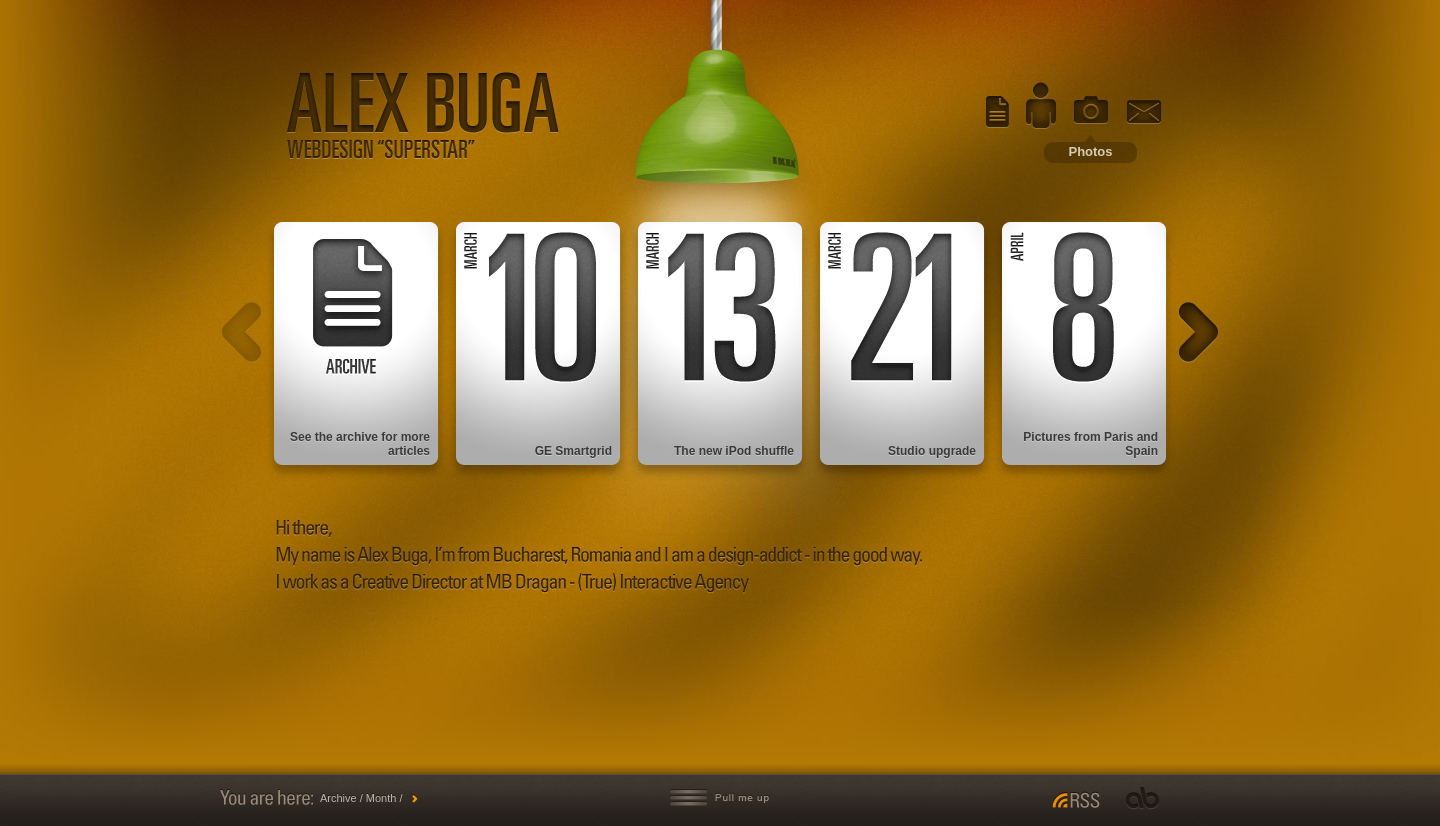 ALEX BUGA
WEBDESIGN “SUPERSTAR”
IKEA
Photos
ARCHIVE
See the archive for more
articles
MARCH
10
GE Smartgrid
MARCH
13
The new iPod shuffle
MARCH
21
Studio upgrade
APRIL
8
Pictures from Paris and
Spain
Hi there,
My name is Alex Buga, I’m from Bucharest, Romania and I am a design-addict - in the good way.
I work as a Creative Director at MB Dragan - (True) Interactive Agency
You are here: Archive / Month /
Pull me up
RSS
ab